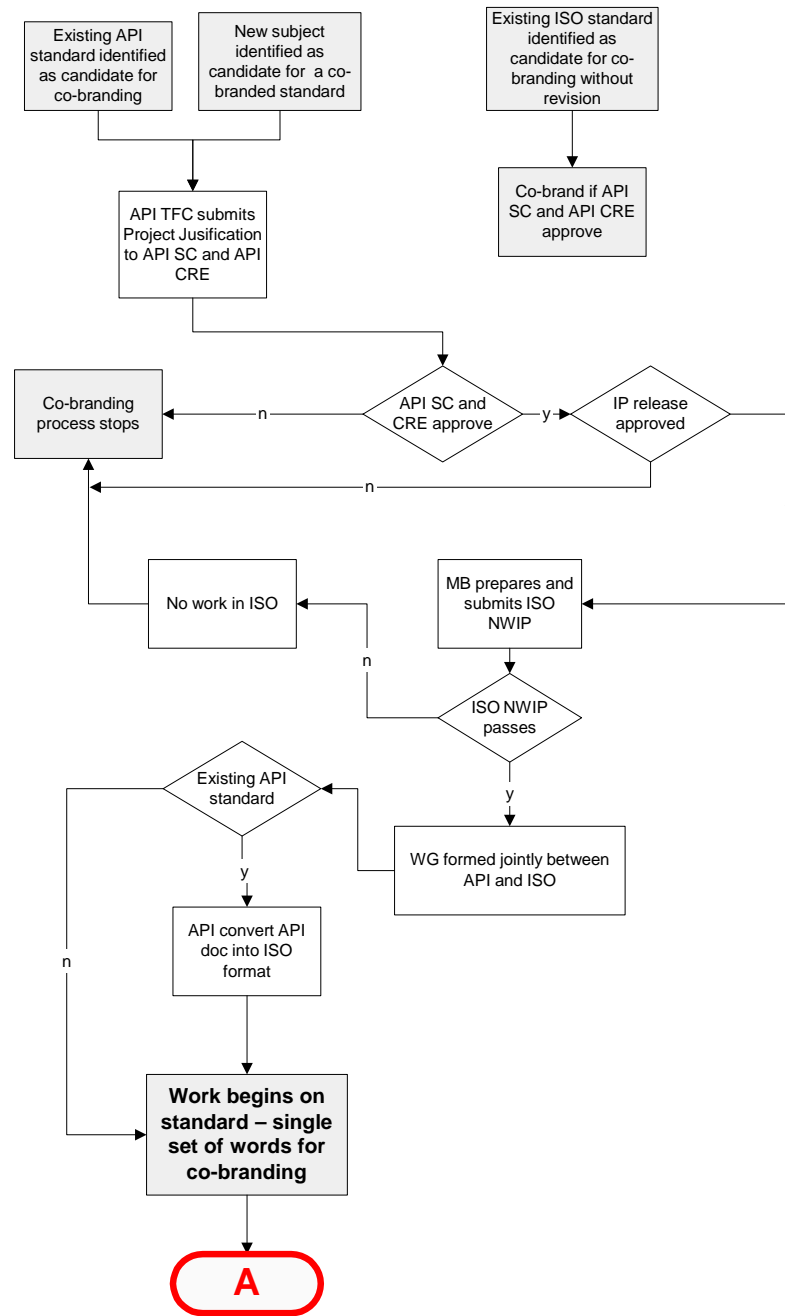 Existing API
standard identified
as candidate for
co-branding
New subject
identified as
candidate for a co-
branded standard
Existing ISO standard
identified as
candidate for co-
branding without
revision
Co-brand if API
SC and API CRE
approve
API TFC submits
Project Jusification
to API SC and API
CRE
Co-branding
process stops
n
API SC and
CRE approve
y
IP release
approved
n
No work in ISO
MB prepares and
submits ISO
NWIP
n
ISO NWIP
passes
y
Existing API
standard
WG formed jointly between
API and ISO
y
API convert API
doc into ISO
format
n
Work begins on
standard – single
set of words for
co-branding
A